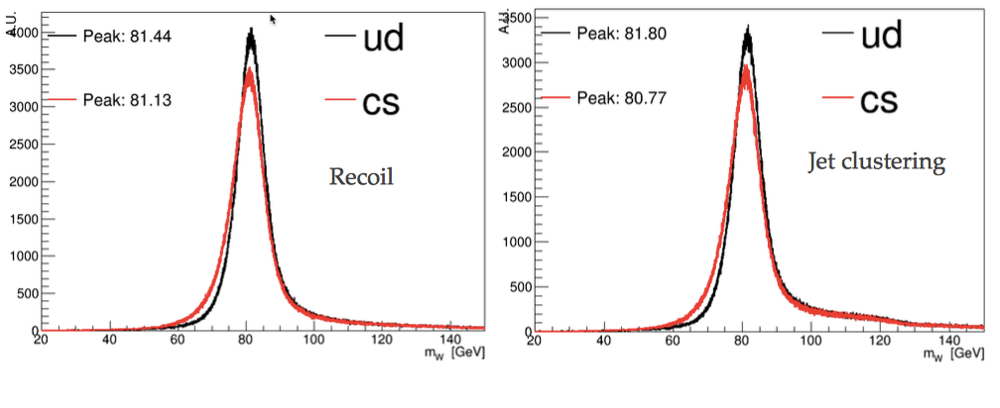 A.U.
4000
3500
3000
2500
2000
1500
1000
500
0
Peak: 81.44
Peak: 81.13
ud
cs
Recoil
20 40 60 80 100 120 140
mW [GeV]
A.U.
3500
3000
2500
2000
1500
1000
500
0
Peak: 81.80
Peak: 80.77
ud
cs
Jet clustering
20 40 60 80 100 120 140
mW [GeV]